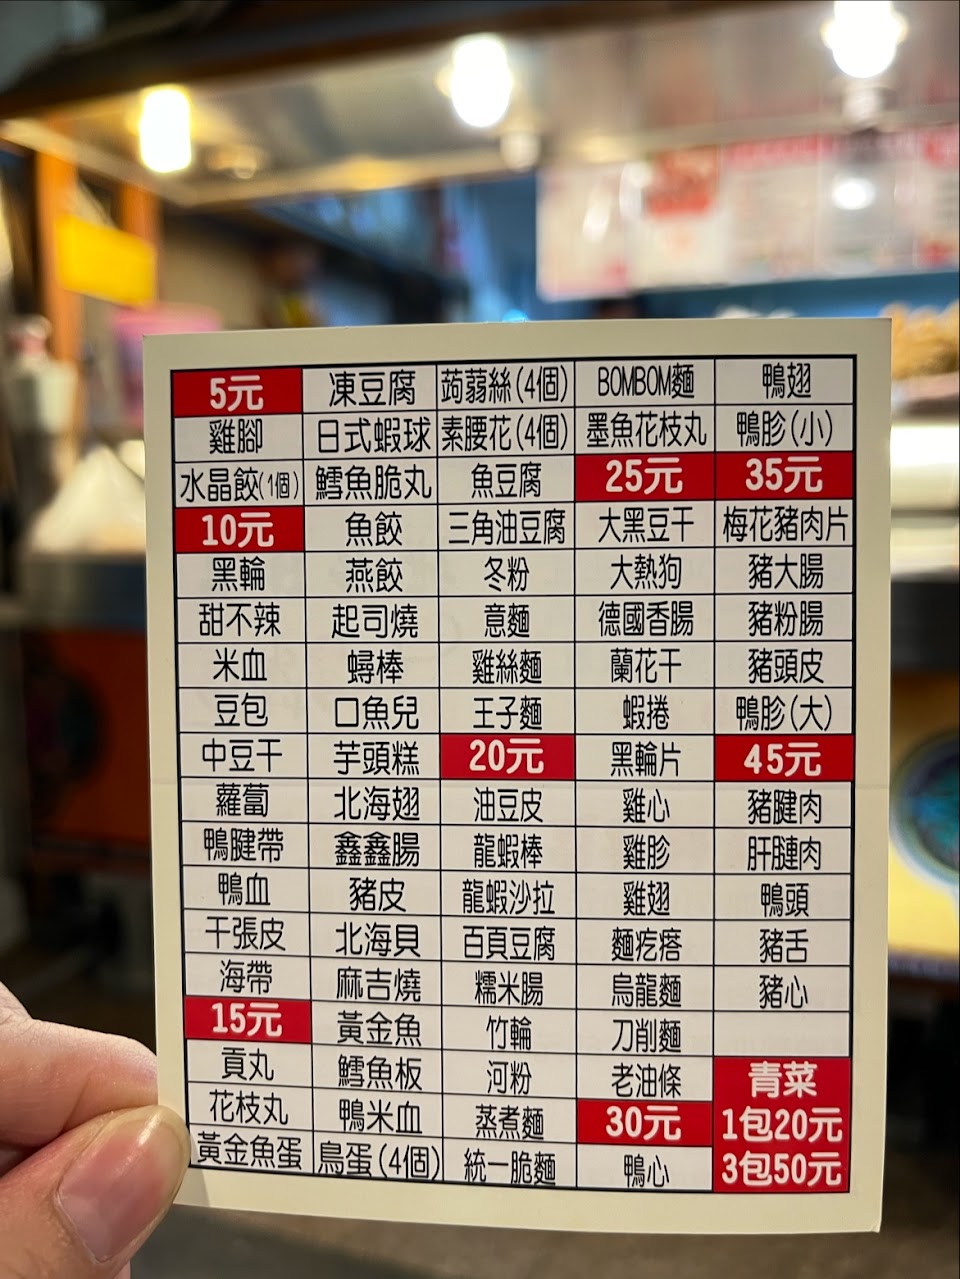 5元
雞腳
水晶餃(1個)
10元
黑輪
甜不辣
米血
豆包
中豆干
蘿蔔
鴨腱帶
鴨血
干張皮
海帶
15元
貢丸
花枝丸
黃金魚蛋
凍豆腐
日式蝦球
鱈魚脆丸
魚餃
燕餃
起司燒
蟳棒
口魚兒
芋頭糕
北海翅
鑫鑫腸
豬皮
北海貝
麻吉燒
黃金魚
鱈魚板
鴨米血
鳥蛋(4個)
蒟蒻絲(4個)
素腰花(4個)
魚豆腐
三角油豆腐
冬粉
意麵
雞絲麵
王子麵
20元
油豆皮
龍蝦棒
龍蝦沙拉
百頁豆腐
糯米腸
竹輪
河粉
蒸煮麵
統一脆麵
BOMBOM麵
墨魚花枝丸
25元
大黑豆干
大熱狗
德國香腸
蘭花干
蝦捲
黑輪片
雞心
雞胗
雞翅
麵疙瘩
烏龍麵
刀削麵
老油條
30元
鴨心
鴨翅
鴨胗(小)
35元
梅花豬肉片
豬大腸
豬粉腸
豬頭皮
鴨胗(大)
45元
豬腱肉
肝膁肉
鴨頭
豬舌
豬心
青菜
1包20元
3包50元